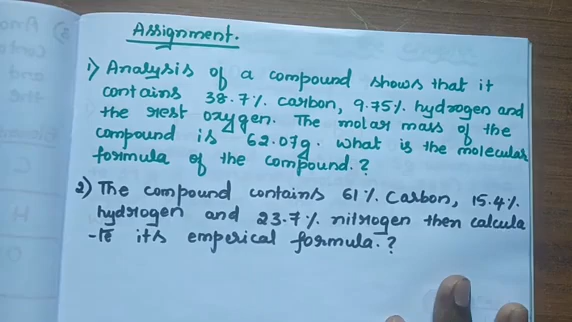 Assignment.
1) Analysis of a compound shows that it
contains 38.7% carbon, 9.75% hydrogen and
the rest oxygen. The molar mass of the
compound is 62.07g. what is the molecular
formula of the compound.?
2) The compound contains 61% Carbon, 15.4%
hydrogen and 23.7% nitrogen then calcula
-te its emperical formula.?